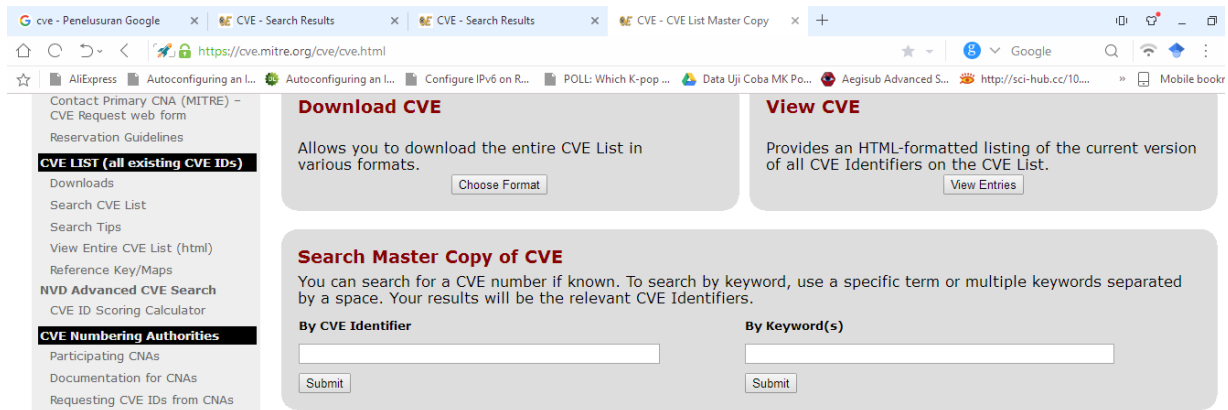 cve - Penelusuran Google
CVE - Search Results
CVE - Search Results
CVE - CVE List Master Copy
https://cve.mitre.org/cve/cve.html
Google
AliExpress
Autoconfiguring an I...
Autoconfiguring an I...
Configure IPv6 on R...
POLL: Which K-pop ...
Data Uji Coba MK Po...
Aegisub Advanced S...
http://sci-hub.cc/10....
»
Mobile bookr
Contact Primary CNA (MITRE) –
CVE Request web form
Reservation Guidelines
CVE LIST (all existing CVE IDs)
Downloads
Search CVE List
Search Tips
View Entire CVE List (html)
Reference Key/Maps
NVD Advanced CVE Search
CVE ID Scoring Calculator
CVE Numbering Authorities
Participating CNAs
Documentation for CNAs
Requesting CVE IDs from CNAs
Download CVE
Allows you to download the entire CVE List in
various formats.
Choose Format
View CVE
Provides an HTML-formatted listing of the current version
of all CVE Identifiers on the CVE List.
View Entries
Search Master Copy of CVE
You can search for a CVE number if known. To search by keyword, use a specific term or multiple keywords separated
by a space. Your results will be the relevant CVE Identifiers.
By CVE Identifier
Submit
By Keyword(s)
Submit